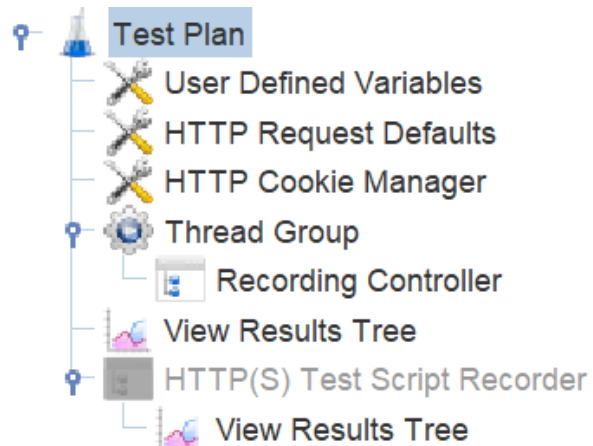 Test Plan
User Defined Variables
HTTP Request Defaults
HTTP Cookie Manager
Thread Group
Recording Controller
View Results Tree
HTTP(S) Test Script Recorder
View Results Tree